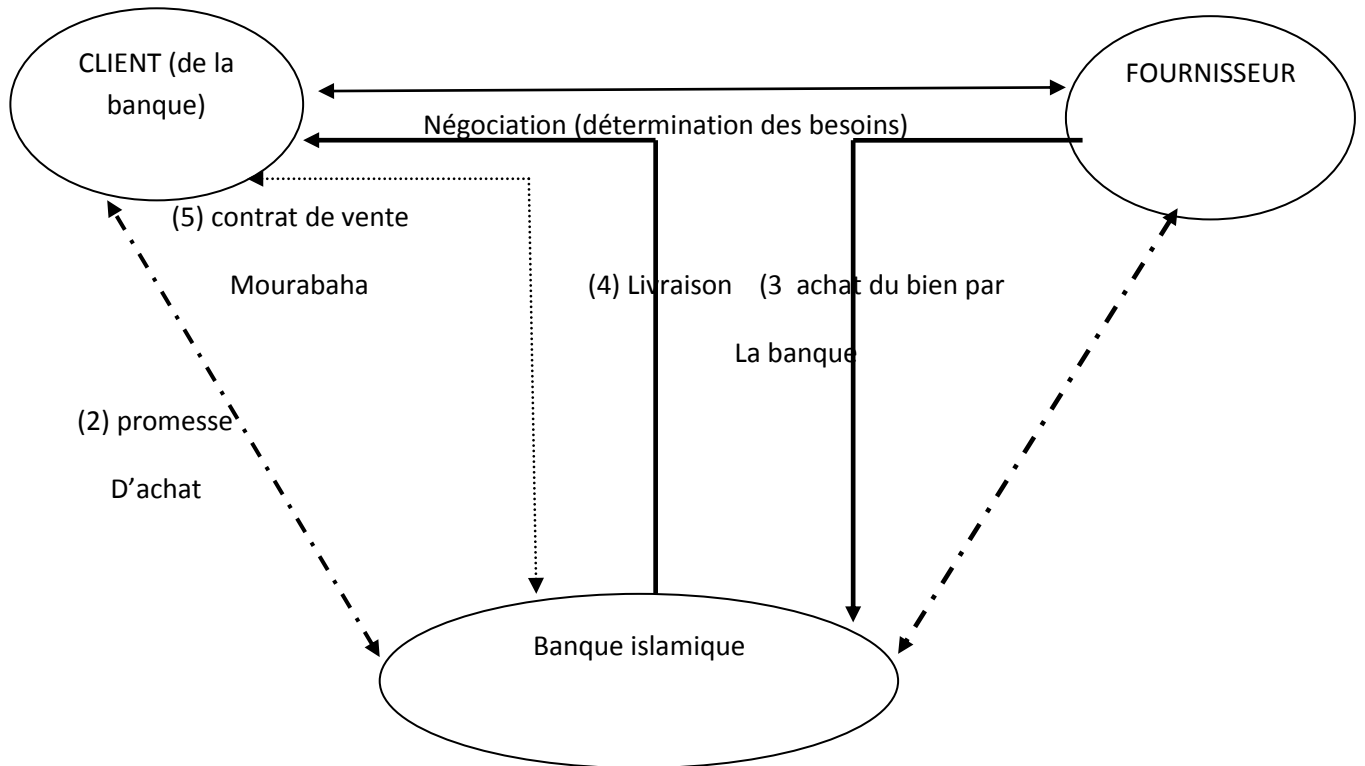 CLIENT (de la
banque)
FOURNISSEUR
Négociation (détermination des besoins)
(5) contrat de vente
Mourabaha
(4) Livraison
(3 achat du bien par
La banque
(2) promesse
D’achat
Banque islamique